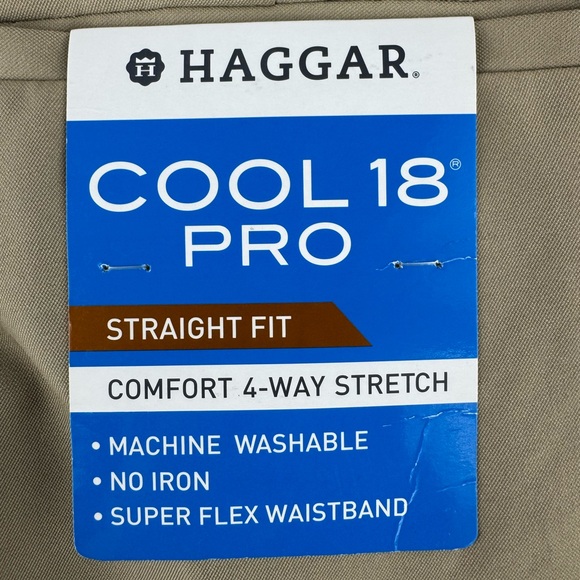 HAGGAR®
COOL 18®
PRO
STRAIGHT FIT
COMFORT 4-WAY STRETCH
• MACHINE WASHABLE
• NO IRON
• SUPER FLEX WAISTBAND